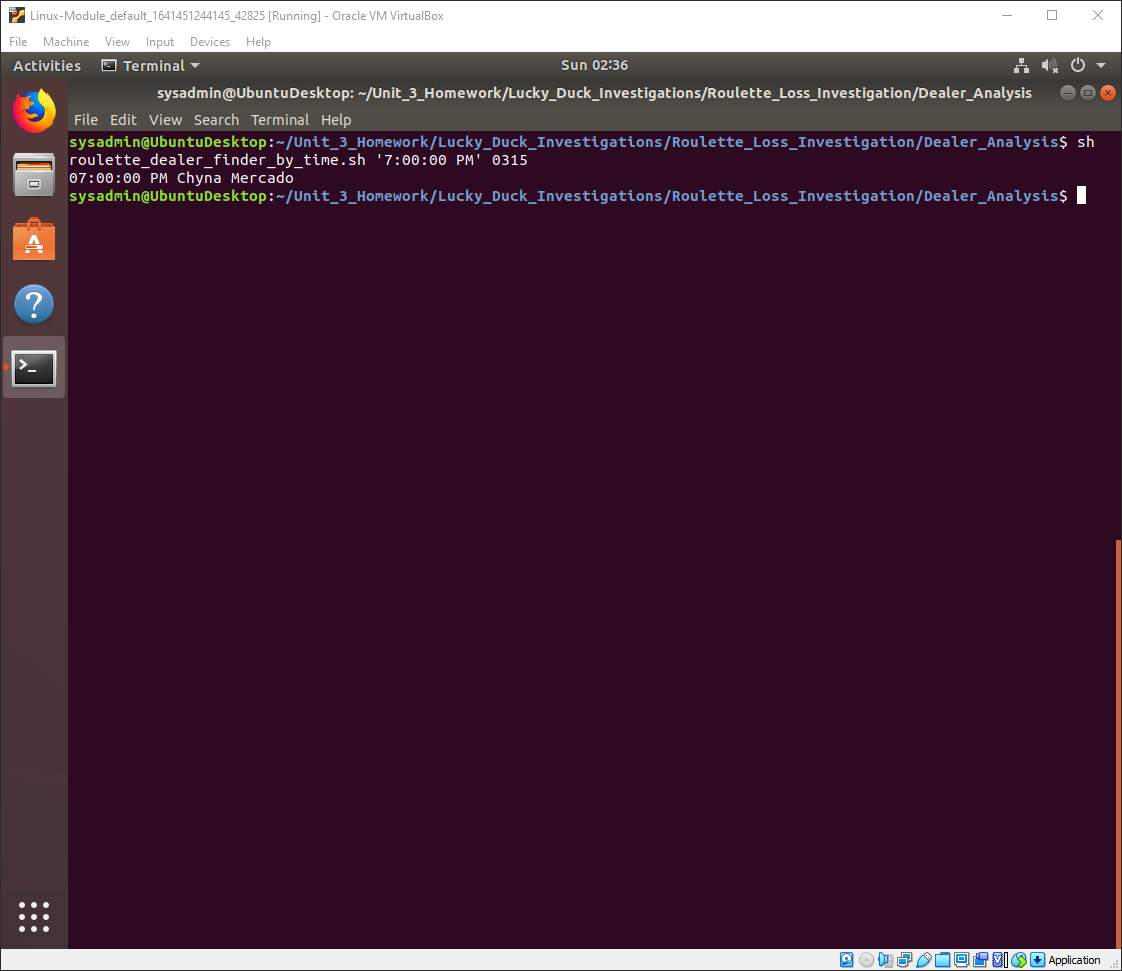 Linux-Module_default_1641451244145_42825 [Running] - Oracle VM VirtualBox
File Machine View Input Devices Help
Activities Terminal Sun 02:36
sysadmin@UbuntuDesktop: ~/Unit_3_Homework/Lucky_Duck_Investigations/Roulette_Loss_Investigation/Dealer_Analysis
File Edit View Search Terminal Help
sysadmin@UbuntuDesktop:~/Unit_3_Homework/Lucky_Duck_Investigations/Roulette_Loss_Investigation/Dealer_Analysis$ sh
roulette_dealer_finder_by_time.sh '7:00:00 PM' 0315
07:00:00 PM Chyna Mercado
sysadmin@UbuntuDesktop:~/Unit_3_Homework/Lucky_Duck_Investigations/Roulette_Loss_Investigation/Dealer_Analysis$
Application